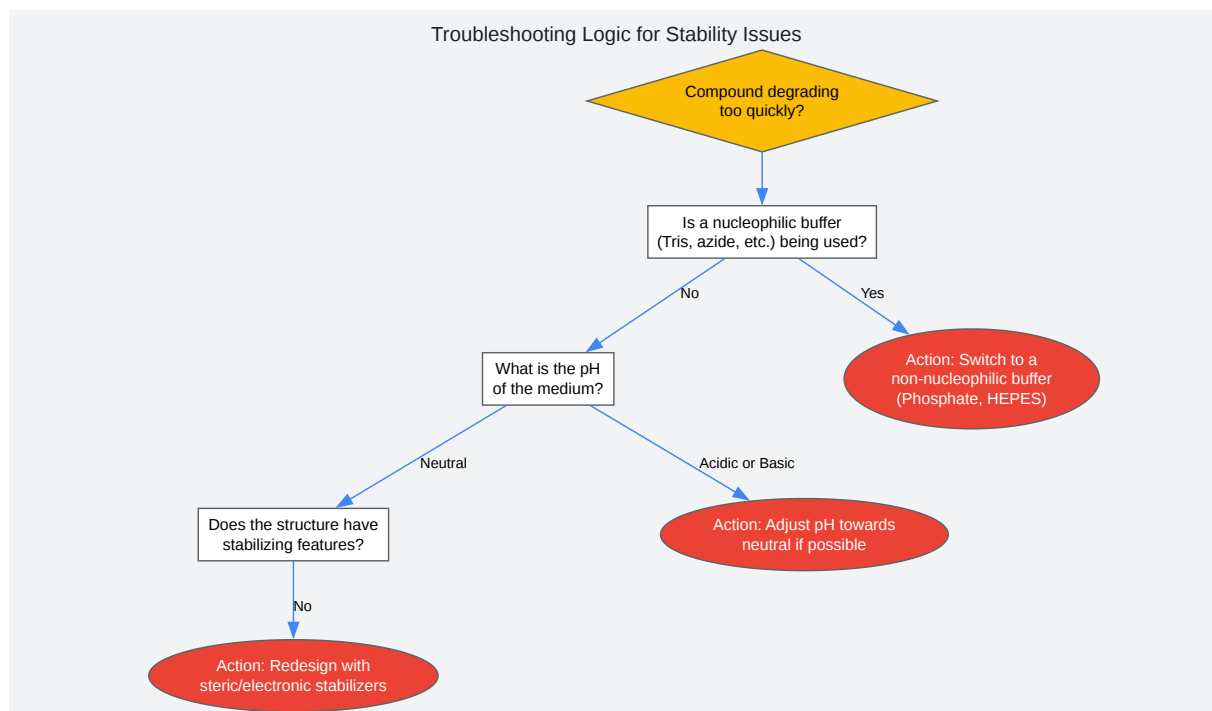 Troubleshooting Logic for Stability Issues
Compound degrading
too quickly?
Is a nucleophilic buffer
(Tris, azide, etc.) being used?
No
Yes
Action: Switch to a
non-nucleophilic buffer
(Phosphate, HEPES)
What is the pH
of the medium?
Neutral
Acidic or Basic
Does the structure have
stabilizing features?
Action: Adjust pH towards
neutral if possible
No
Action: Redesign with
steric/electronic stabilizers